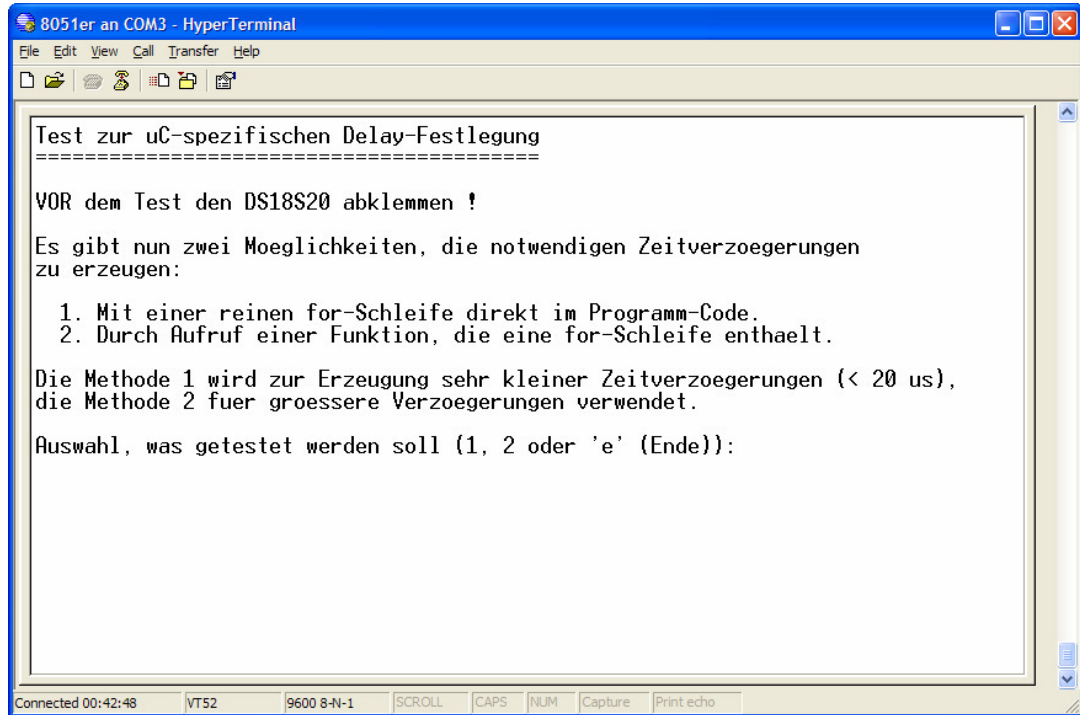 8051er an COM3 - HyperTerminal
File Edit View Call Transfer Help
Test zur uC-spezifischen Delay-Festlegung
=========================================
VOR dem Test den DS18S20 abklemmen !
Es gibt nun zwei Moeglichkeiten, die notwendigen Zeitverzoegerungen
zu erzeugen:
1. Mit einer reinen for-Schleife direkt im Programm-Code.
2. Durch Aufruf einer Funktion, die eine for-Schleife enthaelt.
Die Methode 1 wird zur Erzeugung sehr kleiner Zeitverzoegerungen (< 20 us),
die Methode 2 fuer groessere Verzoegerungen verwendet.
Auswahl, was getestet werden soll (1, 2 oder 'e' (Ende)):
Connected 00:42:48 VT52 9600 8-N-1 SCROLL CAPS NUM Capture Print echo